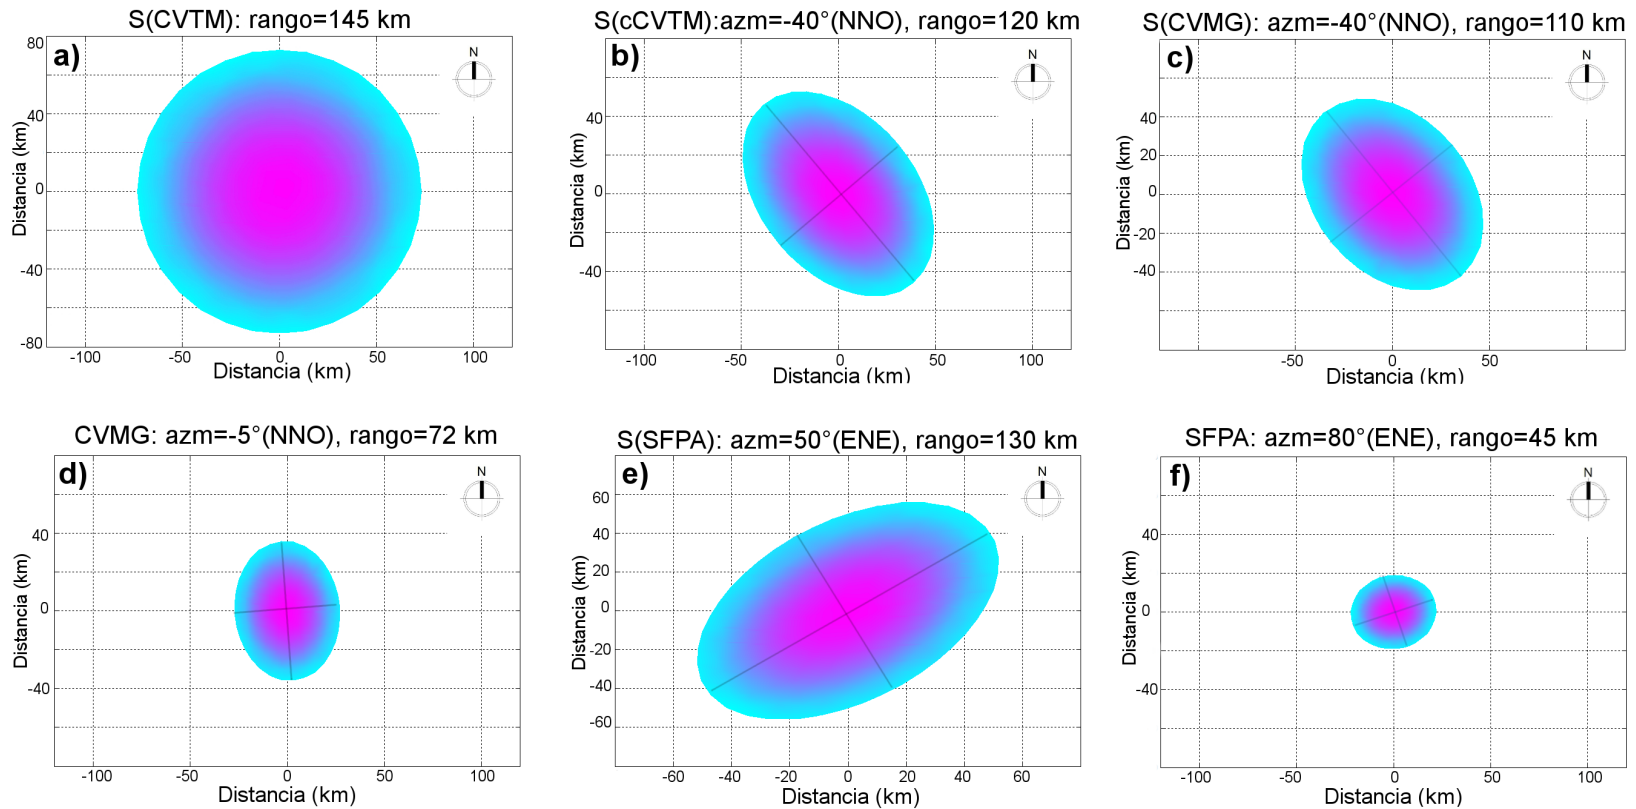 S(CVTM): rango=145 km
a)
N
80
40
0
-40
-80
Distancia (km)
-100 -50 0 50 100
Distancia (km)
S(cCVTM):azm=-40°(NNO), rango=120 km
b)
N
40
0
-40
Distancia (km)
-100 -50 0 50 100
Distancia (km)
S(CVMG): azm=-40°(NNO), rango=110 km
c)
N
40
20
0
-20
-40
Distancia (km)
-50 0 50
Distancia (km)
CVMG: azm=-5°(NNO), rango=72 km
d)
N
40
0
-40
Distancia (km)
-100 -50 0 50 100
Distancia (km)
S(SFPA): azm=50°(ENE), rango=130 km
e)
N
60
40
20
0
-20
-40
-60
Distancia (km)
-60 -40 -20 0 20 40 60
Distancia (km)
SFPA: azm=80°(ENE), rango=45 km
f)
N
40
0
-40
Distancia (km)
-100 -50 0 50 100
Distancia (km)